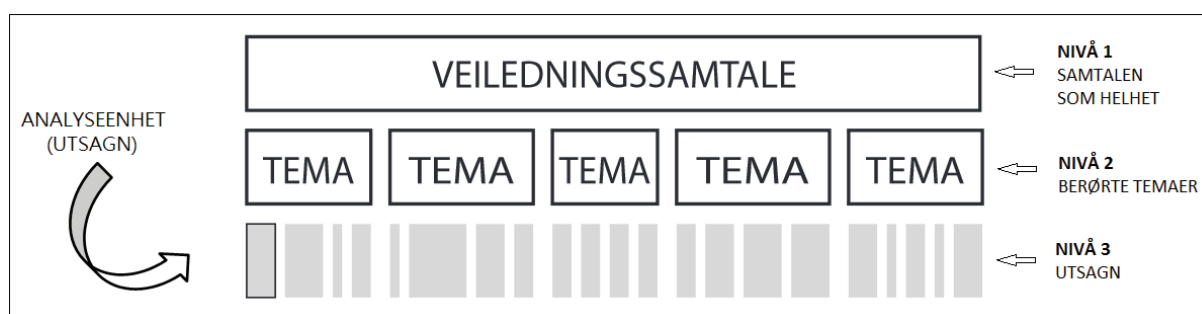 VEILEDNINGSSAMTALE
NIVÅ 1
SAMTALEN
SOM HELHET
ANALYSEENHET
(UTSAGN)
TEMA TEMA TEMA TEMA TEMA
NIVÅ 2
BERØRTE TEMAER
NIVÅ 3
UTSAGN